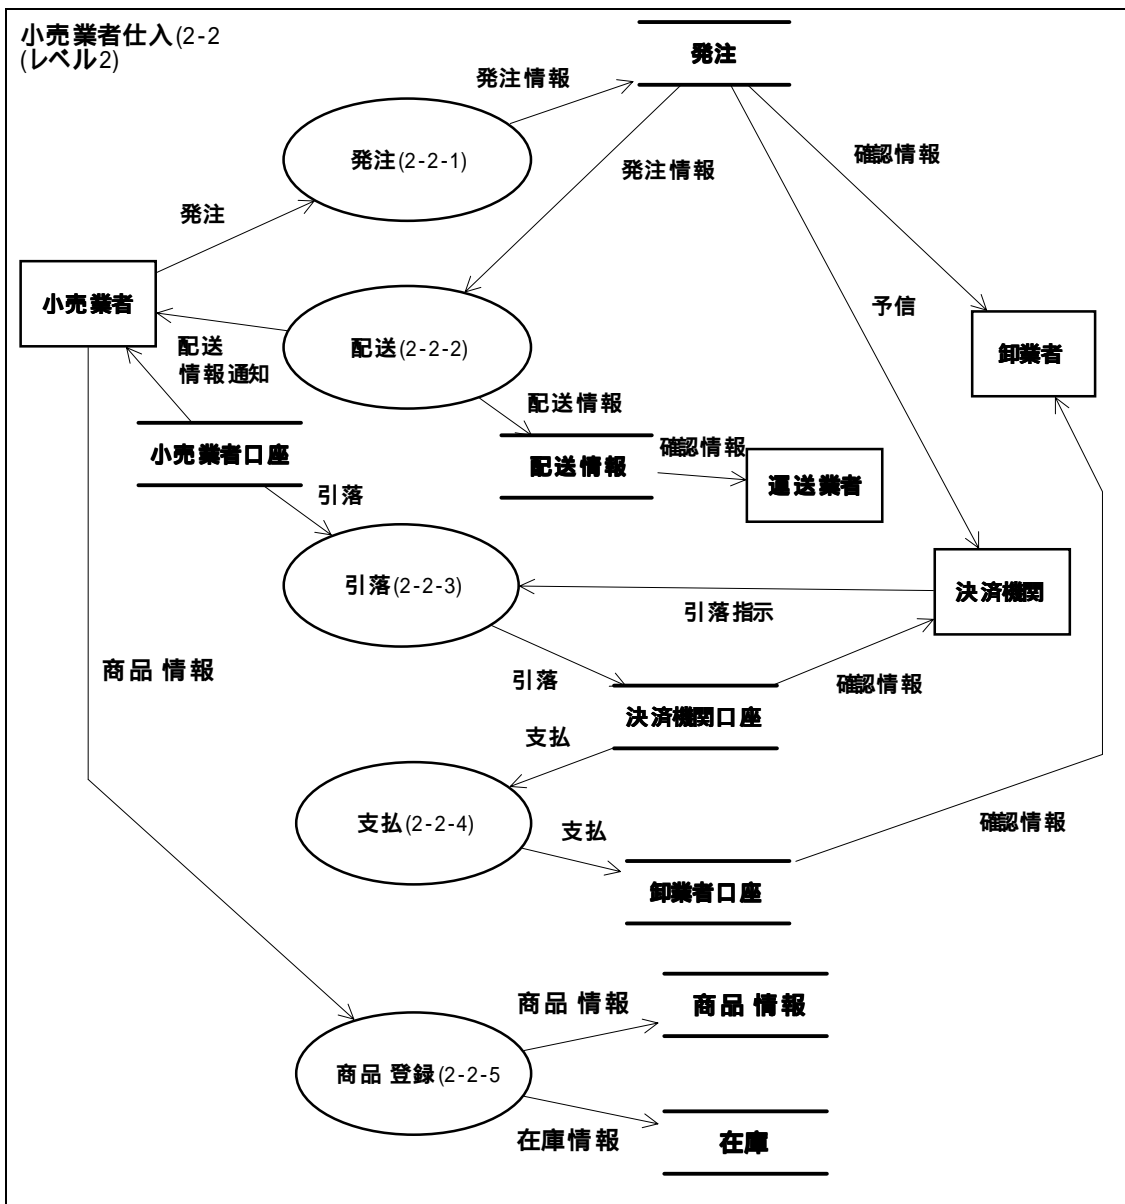 小売業者仕入(2-2
(レベル2)
発注
発注情報
発注(2-2-1)
発注情報
確認情報
発注
小売業者
予信
配送(2-2-2)
卸業者
配送
情報通知
配送情報
小売業者口座
配送情報
確認情報
運送業者
引落
引落(2-2-3)
決済機関
引落指示
商品 情報
引落
確認情報
決済機関口座
支払
支払(2-2-4)
支払
確認情報
卸業者口座
商品 情報
商品 情報
商品 登録(2-2-5
在庫情報
在庫